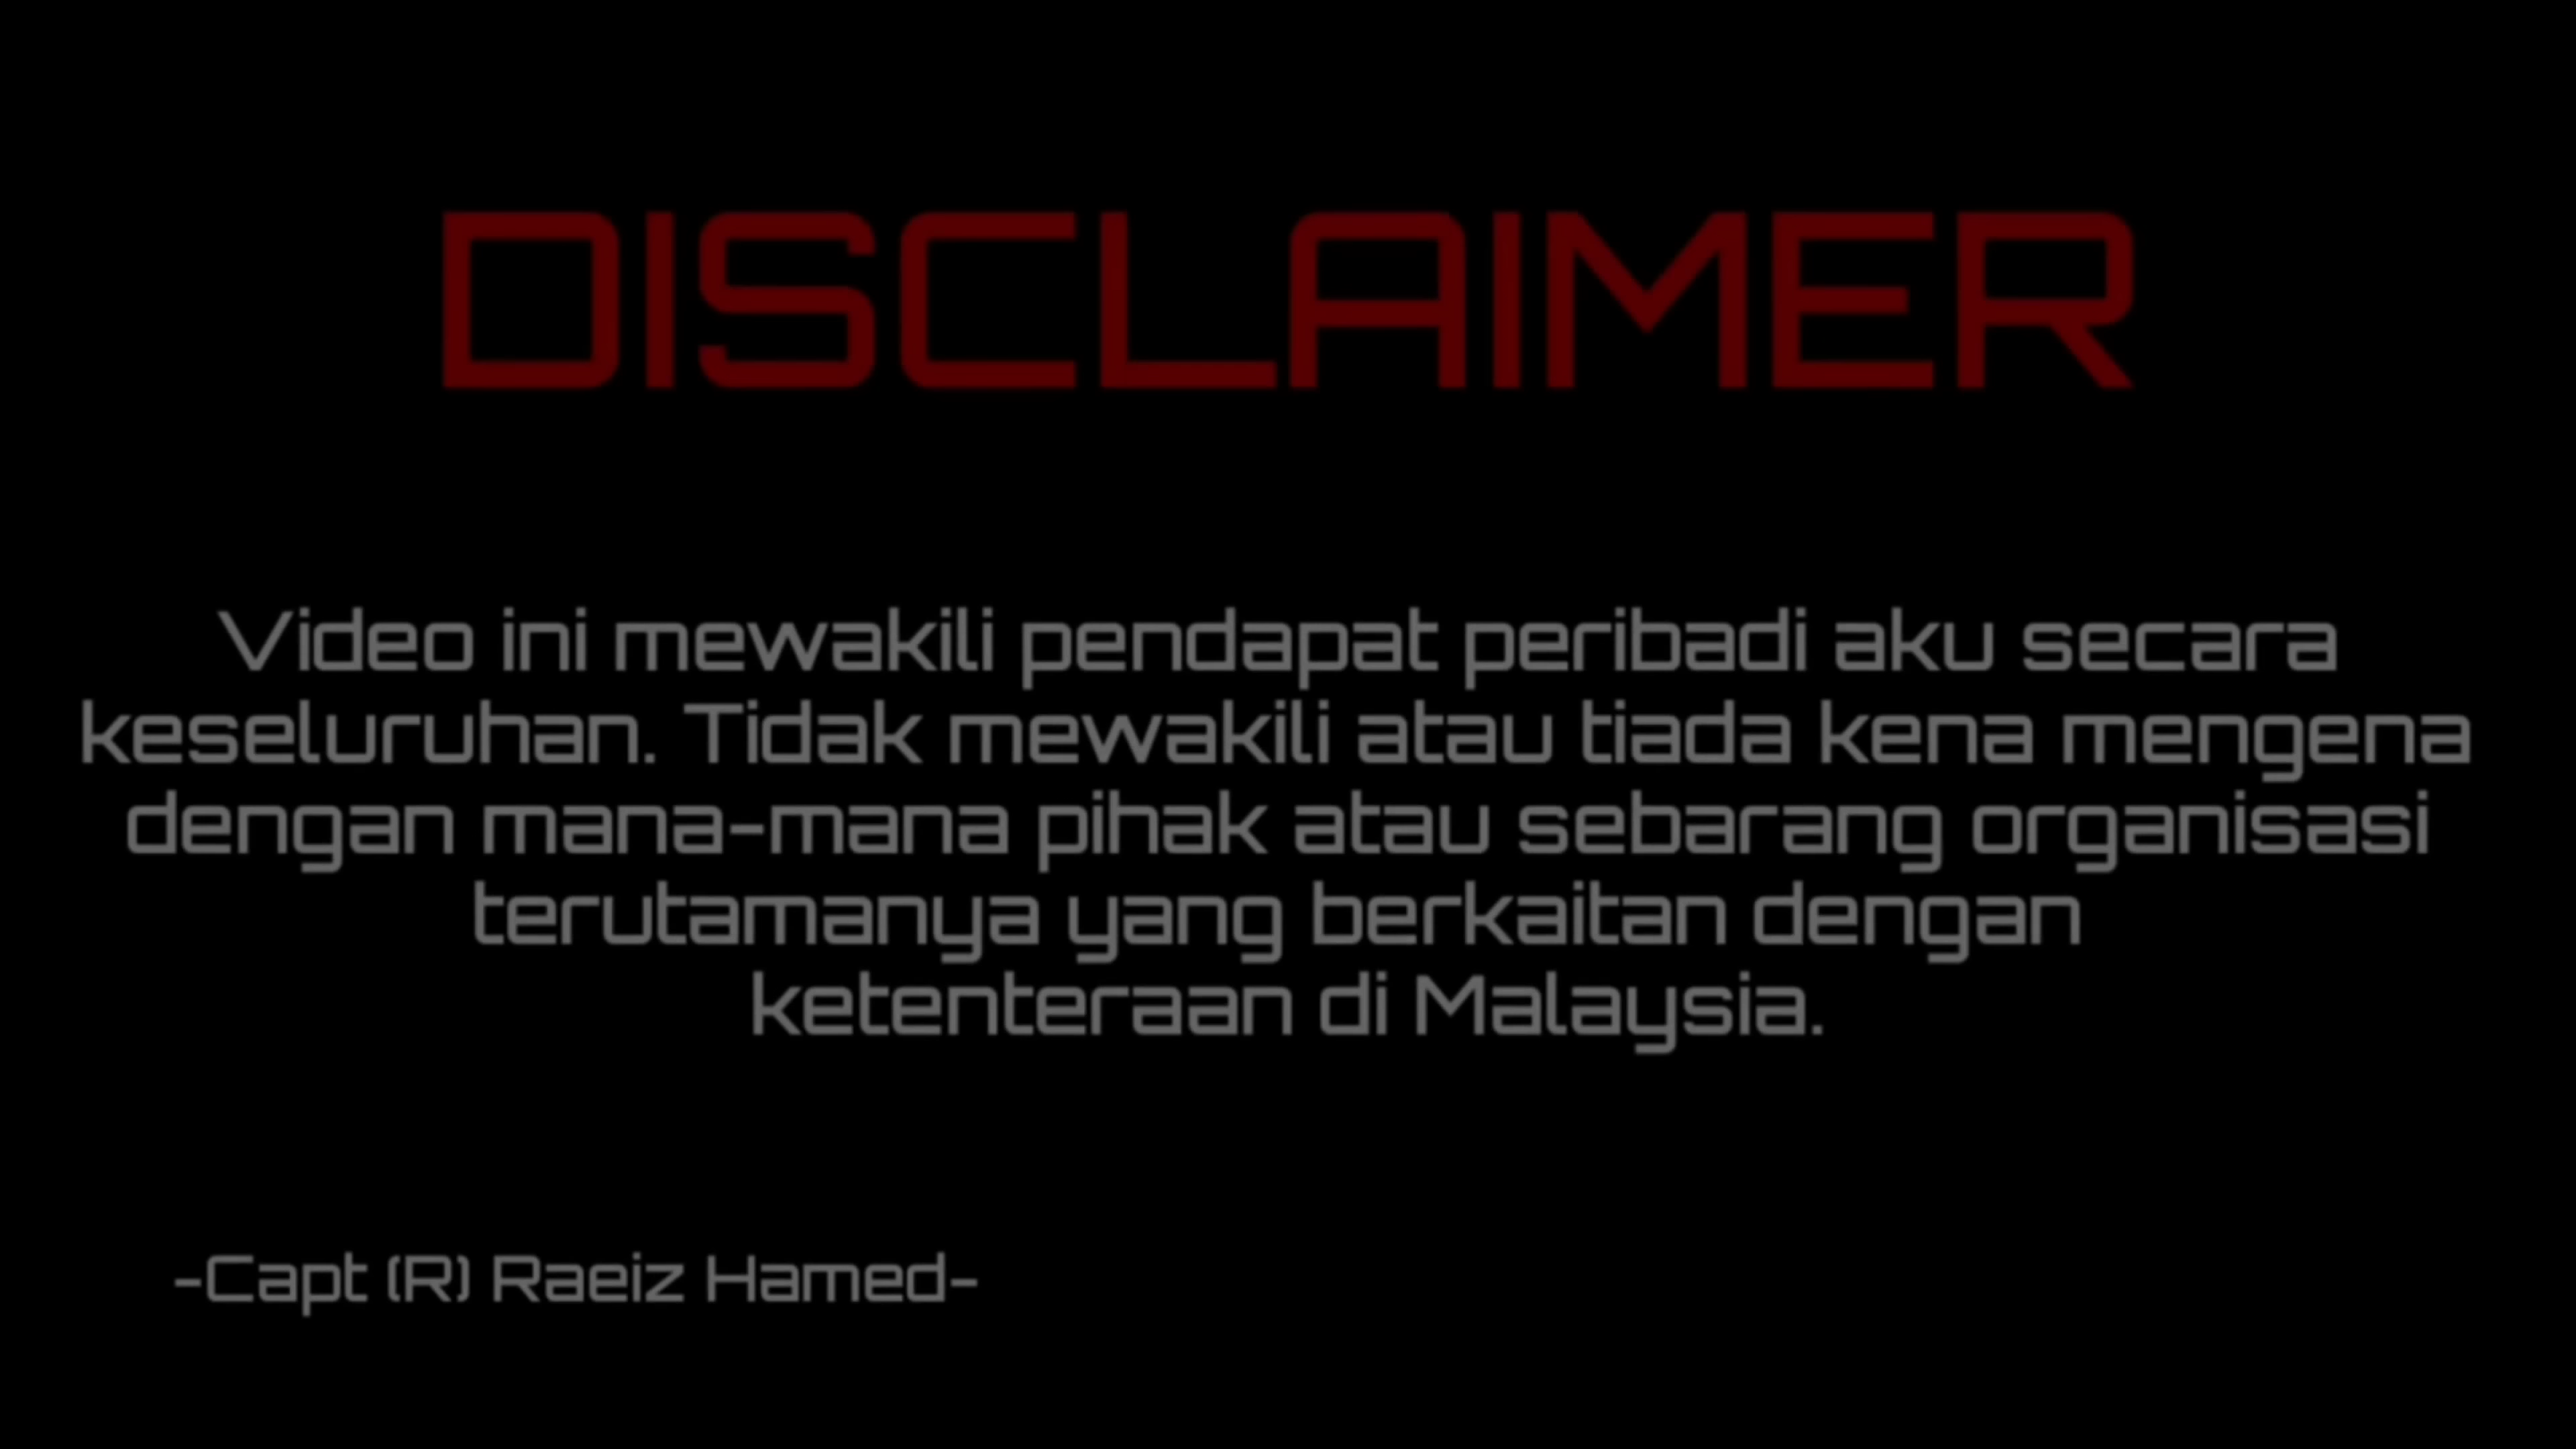 DISCLAIMER
Video ini mewakili pendapat peribadi aku secara
keseluruhan. Tidak mewakili atau tiada kena mengena
dengan mana-mana pihak atau sebarang organisasi
terutamanya yang berkaitan dengan
ketenteraan di Malaysia.
-Capt (R) Raeiz Hamed-